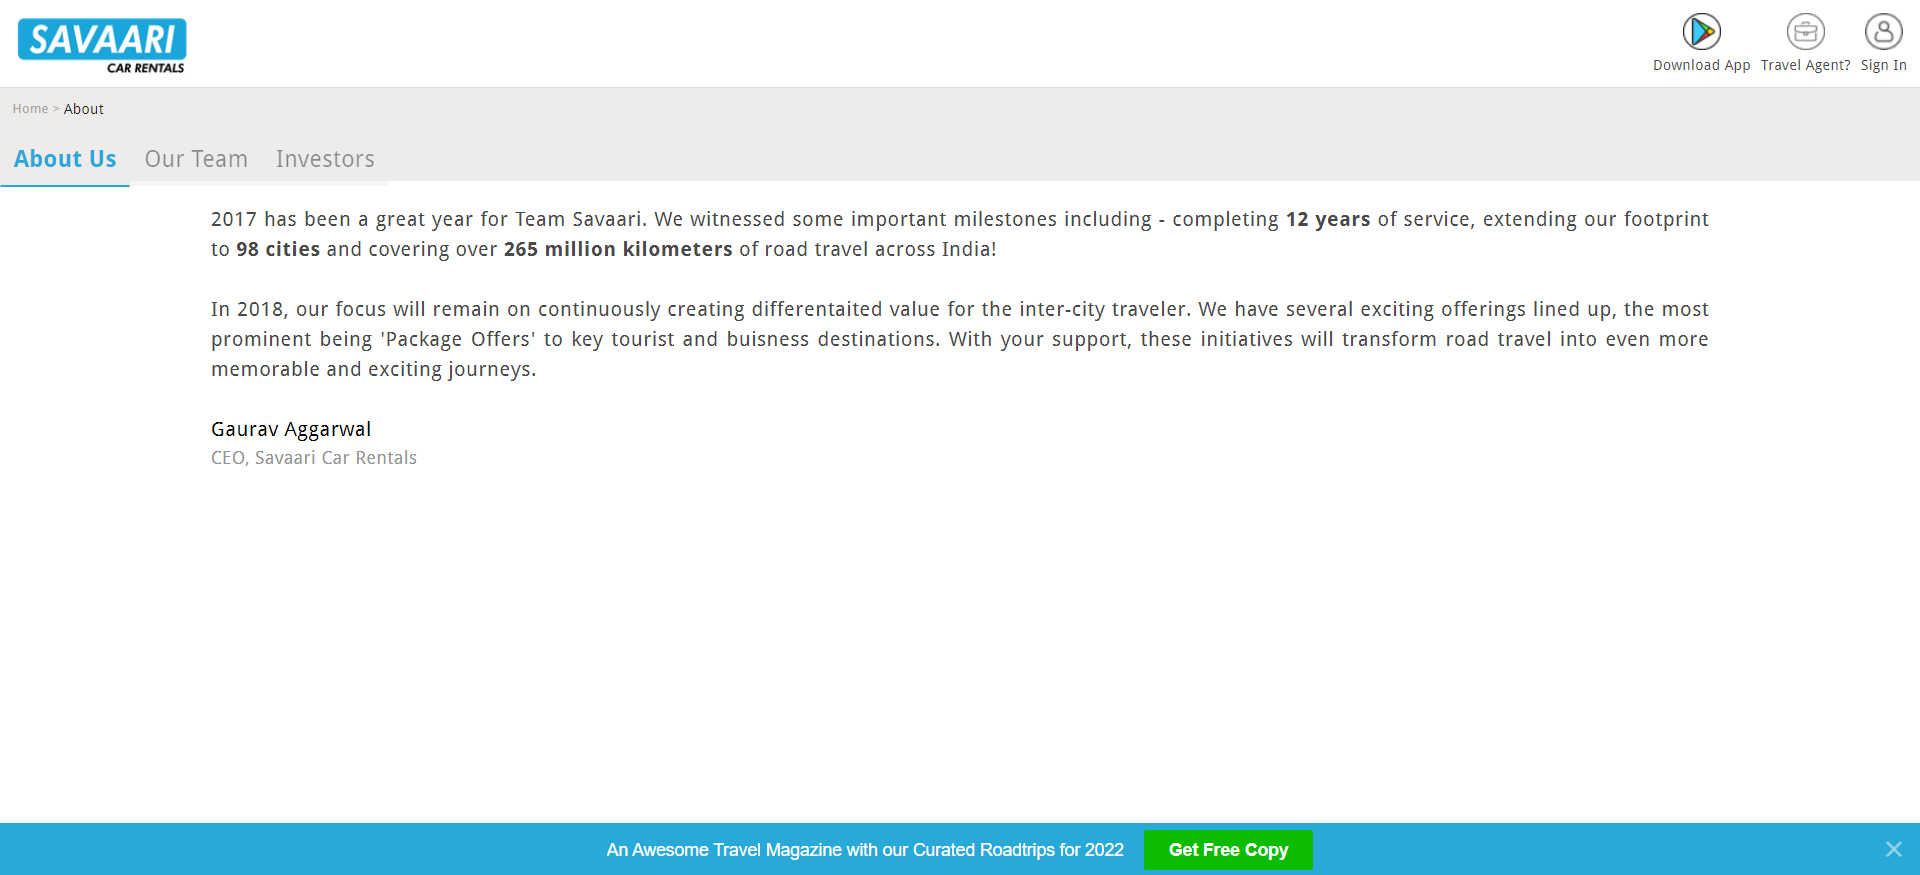 SAVAARI
CAR RENTALS
Download App
Travel Agent?
Sign In
Home > About
About Us
Our Team
Investors
2017 has been a great year for Team Savaari. We witnessed some important milestones including - completing 12 years of service, extending our footprint
to 98 cities and covering over 265 million kilometers of road travel across India!
In 2018, our focus will remain on continuously creating differentaited value for the inter-city traveler. We have several exciting offerings lined up, the most
prominent being 'Package Offers' to key tourist and buisness destinations. With your support, these initiatives will transform road travel into even more
memorable and exciting journeys.
Gaurav Aggarwal
CEO, Savaari Car Rentals
An Awesome Travel Magazine with our Curated Roadtrips for 2022
Get Free Copy